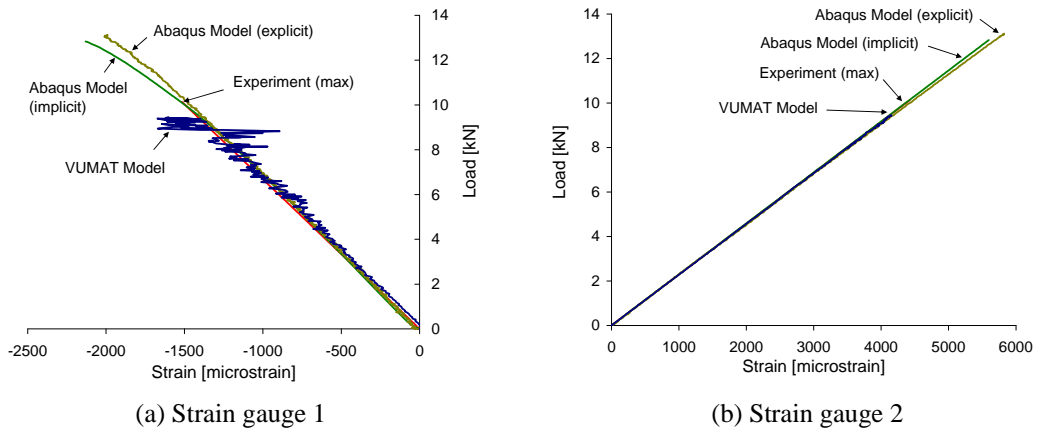 Abaqus Model (explicit)
Abaqus Model
(implicit)
Experiment (max)
VUMAT Model
14
12
10
8
6
4
2
0
Load [kN]
-2500
-2000
-1500
-1000
-500
0
Strain [microstrain]
(a) Strain gauge 1
Abaqus Model (explicit)
Abaqus Model (implicit)
Experiment (max)
VUMAT Model
14
12
10
8
6
4
2
0
Load [kN]
0
1000
2000
3000
4000
5000
6000
Strain [microstrain]
(b) Strain gauge 2